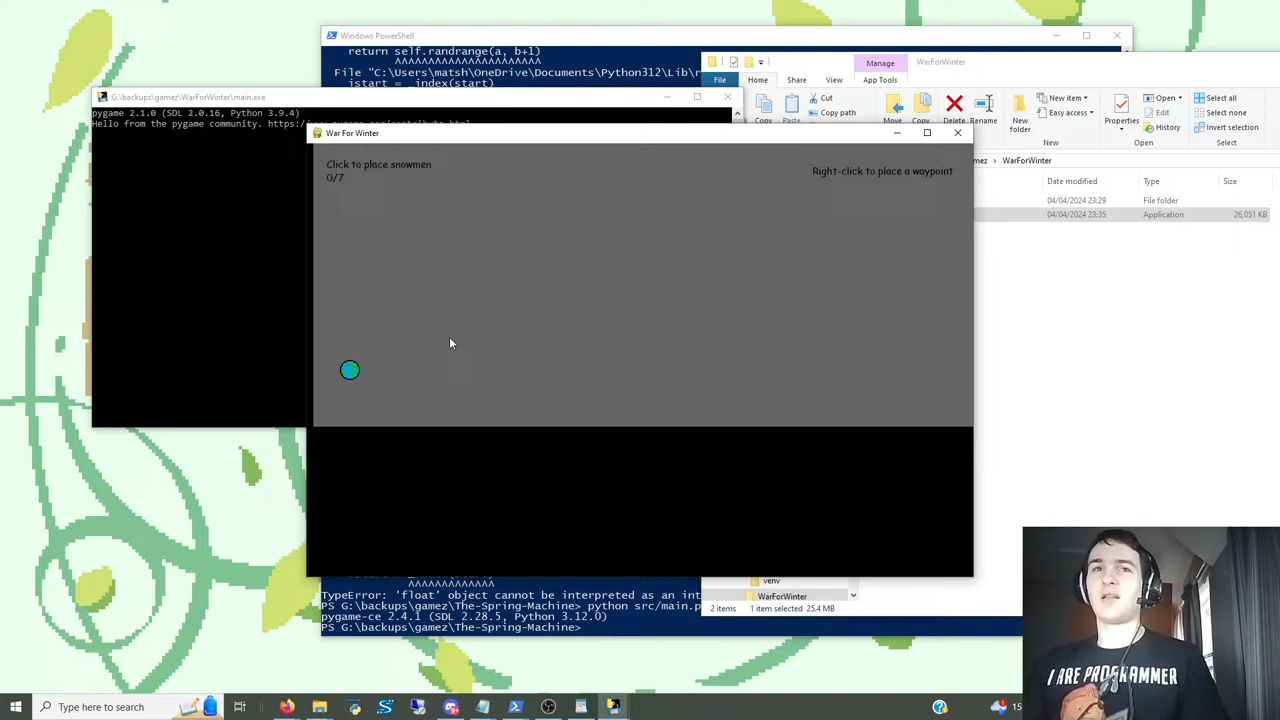 Windows PowerShell
return self.randrange(a, b+1)
^^^^^^^^^^^^^^^^^^^^^^
File "C:\Users\matsh\OneDrive\Documents\Python312\Lib\r
istart = _index(start)
G:\backups\gamez\WarForWinter\main.exe
pygame 2.1.0 (SDL 2.0.16, Python 3.9.4)
Hello from the pygame community. https:/
War For Winter
Click to place snowmen
0/7
Right-click to place a waypoint
Manage
WarForWinter
File
Home
Share
View
App Tools
Cut
Copy path
Copy
Paste
Move
Copy
Delete
Rename
New folder
New item
Easy access
New
Properties
Open
Edit
History
Open
Select all
Select none
Invert selection
Select
mez > WarForWinter
Date modified
Type
Size
04/04/2024 23:29
File folder
04/04/2024 23:35
Application
26,051 KB
venv
WarForWinter
2 items
1 item selected
25.4 MB
^^^^^^^^^^^^^
TypeError: 'float' object cannot be interpreted as an int
PS G:\backups\gamez\The-Spring-Machine> python src/main.p
pygame-ce 2.4.1 (SDL 2.28.5, Python 3.12.0)
PS G:\backups\gamez\The-Spring-Machine>
I ARE PROGRAMMER
Type here to search
15